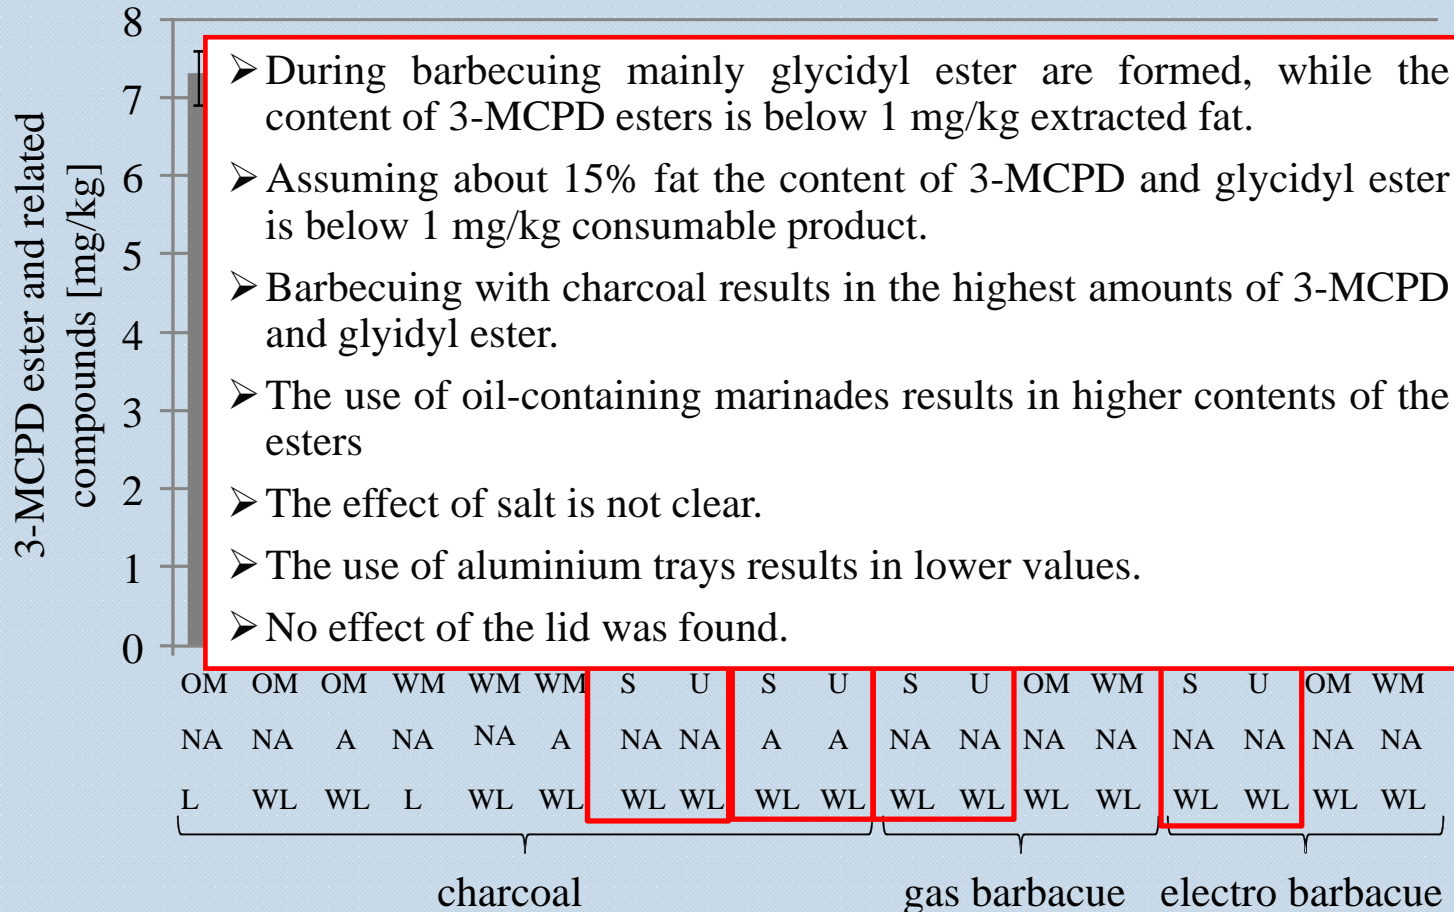 3-MCPD ester and related
compounds [mg/kg]
8
7
6
5
4
3
2
1
0
➢ During barbecuing mainly glycidyl ester are formed, while the
content of 3-MCPD esters is below 1 mg/kg extracted fat.
➢ Assuming about 15% fat the content of 3-MCPD and glycidyl ester
is below 1 mg/kg consumable product.
➢ Barbecuing with charcoal results in the highest amounts of 3-MCPD
and glyidyl ester.
➢ The use of oil-containing marinades results in higher contents of the
esters
➢ The effect of salt is not clear.
➢ The use of aluminium trays results in lower values.
➢ No effect of the lid was found.
OM OM OM WM WM WM S U S U S U OM WM S U OM WM
NA NA A NA NA A NA NA A A NA NA NA NA NA NA NA NA
L WL WL L WL WL WL WL WL WL WL WL WL WL WL WL WL WL
charcoal gas barbacue electro barbacue